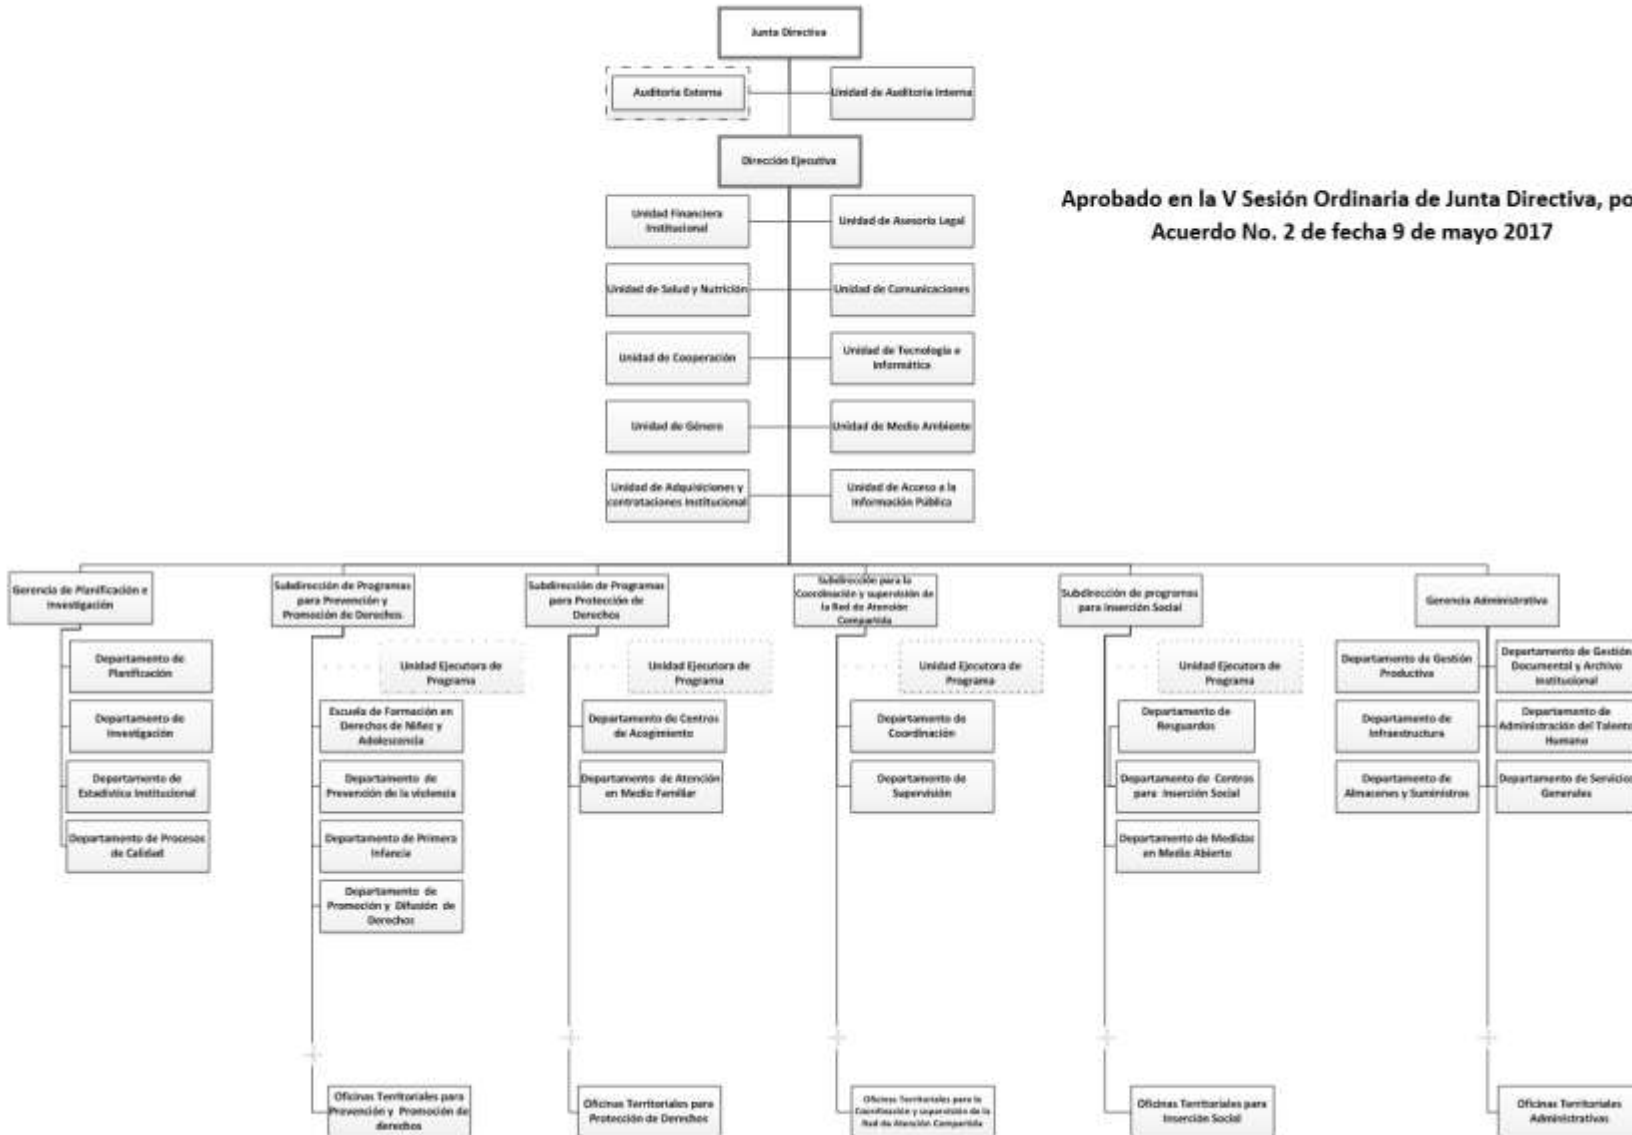 Junta Directiva
Auditoría Externa
Unidad de Auditoría Interna
Dirección Ejecutiva
Aprobado en la V Sesión Ordinaria de Junta Directiva, po
Acuerdo No. 2 de fecha 9 de mayo 2017
Unidad Financiera
Institucional
Unidad de Asesoría Legal
Unidad de Salud y Nutrición
Unidad de Comunicaciones
Unidad de Cooperación
Unidad de Tecnología e
Informática
Unidad de Género
Unidad de Medio Ambiente
Unidad de Adquisiciones y
contrataciones Institucional
Unidad de Acceso a la
Información Pública
Gerencia de Planificación e
Investigación
Subdirección de Programas
para Prevención y
Promoción de Derechos
Subdirección de Programas
para Protección de
Derechos
Subdirección para la
Coordinación y supervisión de
la Red de Atención
Compartida
Subdirección de programas
para Inserción Social
Gerencia Administrativa
Departamento de
Planificación
Departamento de
Investigación
Departamento de
Estadística Institucional
Departamento de Procesos
de Calidad
Unidad Ejecutora de
Programa
Escuela de Formación en
Derechos de Niñez y
Adolescencia
Departamento de
Prevención de la violencia
Departamento de Primera
Infancia
Departamento de
Promoción y Difusión de
Derechos
Oficinas Territoriales para
Prevención y Promoción de
derechos
Unidad Ejecutora de
Programa
Departamento de Centros
de Acogimiento
Departamento de Atención
en Medio Familiar
Oficinas Territoriales para
Protección de Derechos
Unidad Ejecutora de
Programa
Departamento de
Coordinación
Departamento de
Supervisión
Oficinas Territoriales para la
Coordinación y supervisión de la
Red de Atención Compartida
Unidad Ejecutora de
Programa
Departamento de
Resguardos
Departamento de Centros
para Inserción Social
Departamento de Medidas
en Medio Abierto
Oficinas Territoriales para
Inserción Social
Departamento de Gestión
Productiva
Departamento de Gestión
Documental y Archivo
Institucional
Departamento de
Infraestructura
Departamento de
Administración del Talento
Humano
Departamento de
Almacenes y Suministros
Departamento de Servicios
Generales
Oficinas Territoriales
Administrativas